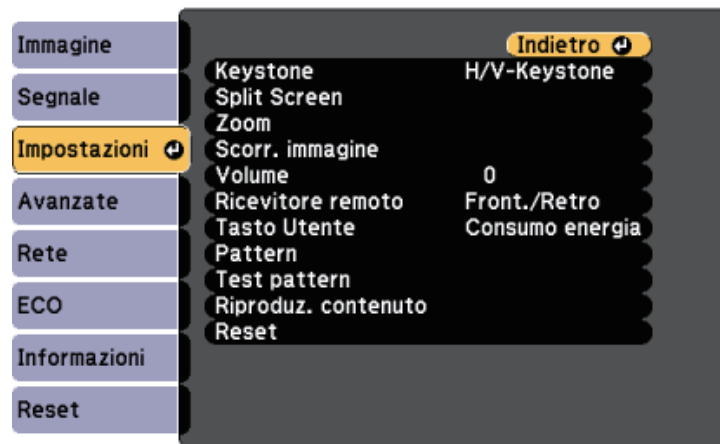 Immagine
Segnale
Impostazioni
Avanzate
Rete
ECO
Informazioni
Reset
Indietro
Keystone H/V-Keystone
Split Screen
Zoom
Scorr. immagine
Volume 0
Ricevitore remoto Front./Retro
Tasto Utente Consumo energia
Pattern
Test pattern
Riproduz. contenuto
Reset